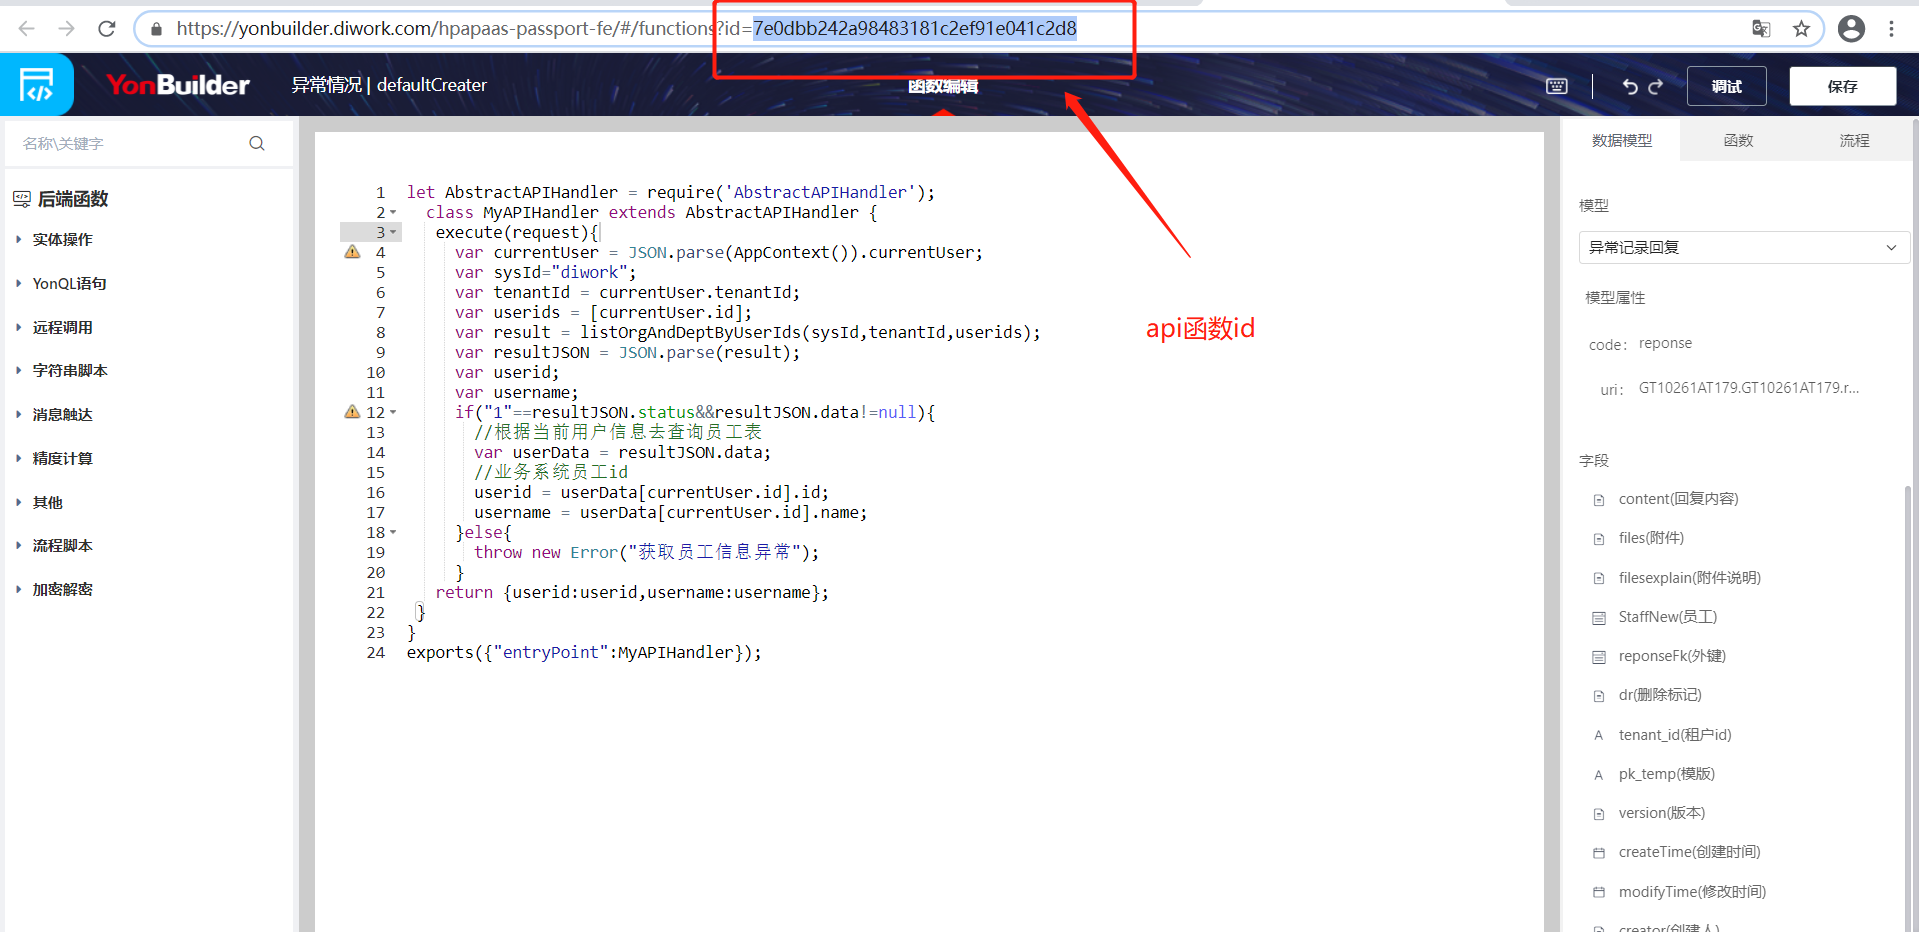 https://yonbuilder.diwork.com/hpapaas-passport-fe/#/functions?id=7e0dbb242a98483181c2ef91e041c2d8
YonBuilder
异常情况 | defaultCreater
函数编辑
调试
保存
名称\关键字
后端函数
实体操作
YonQL语句
远程调用
字符串脚本
消息触达
精度计算
其他
流程脚本
加密解密
1 let AbstractAPIHandler = require('AbstractAPIHandler');
2 class MyAPIHandler extends AbstractAPIHandler {
3 execute(request){
4 var currentUser = JSON.parse(AppContext()).currentUser;
5 var sysId="diwork";
6 var tenantId = currentUser.tenantId;
7 var userids = [currentUser.id];
8 var result = listOrgAndDeptByUserIds(sysId,tenantId,userids);
9 var resultJSON = JSON.parse(result);
10 var userid;
11 var username;
12 if("1"==resultJSON.status&&resultJSON.data!=null){
13 //根据当前用户信息去查询员工表
14 var userData = resultJSON.data;
15 //业务系统员工id
16 userid = userData[currentUser.id].id;
17 username = userData[currentUser.id].name;
18 }else{
19 throw new Error("获取员工信息异常");
20 }
21 return {userid:userid,username:username};
22 }
23 }
24 exports({"entryPoint":MyAPIHandler});
api函数id
数据模型
函数
流程
模型
异常记录回复
模型属性
code: reponse
uri: GT10261AT179.GT10261AT179.r...
字段
content(回复内容)
files(附件)
filesexplain(附件说明)
StaffNew(员工)
reponseFk(外键)
dr(删除标记)
A tenant_id(租户id)
A pk_temp(模版)
version(版本)
createTime(创建时间)
modifyTime(修改时间)
creator(创建人)